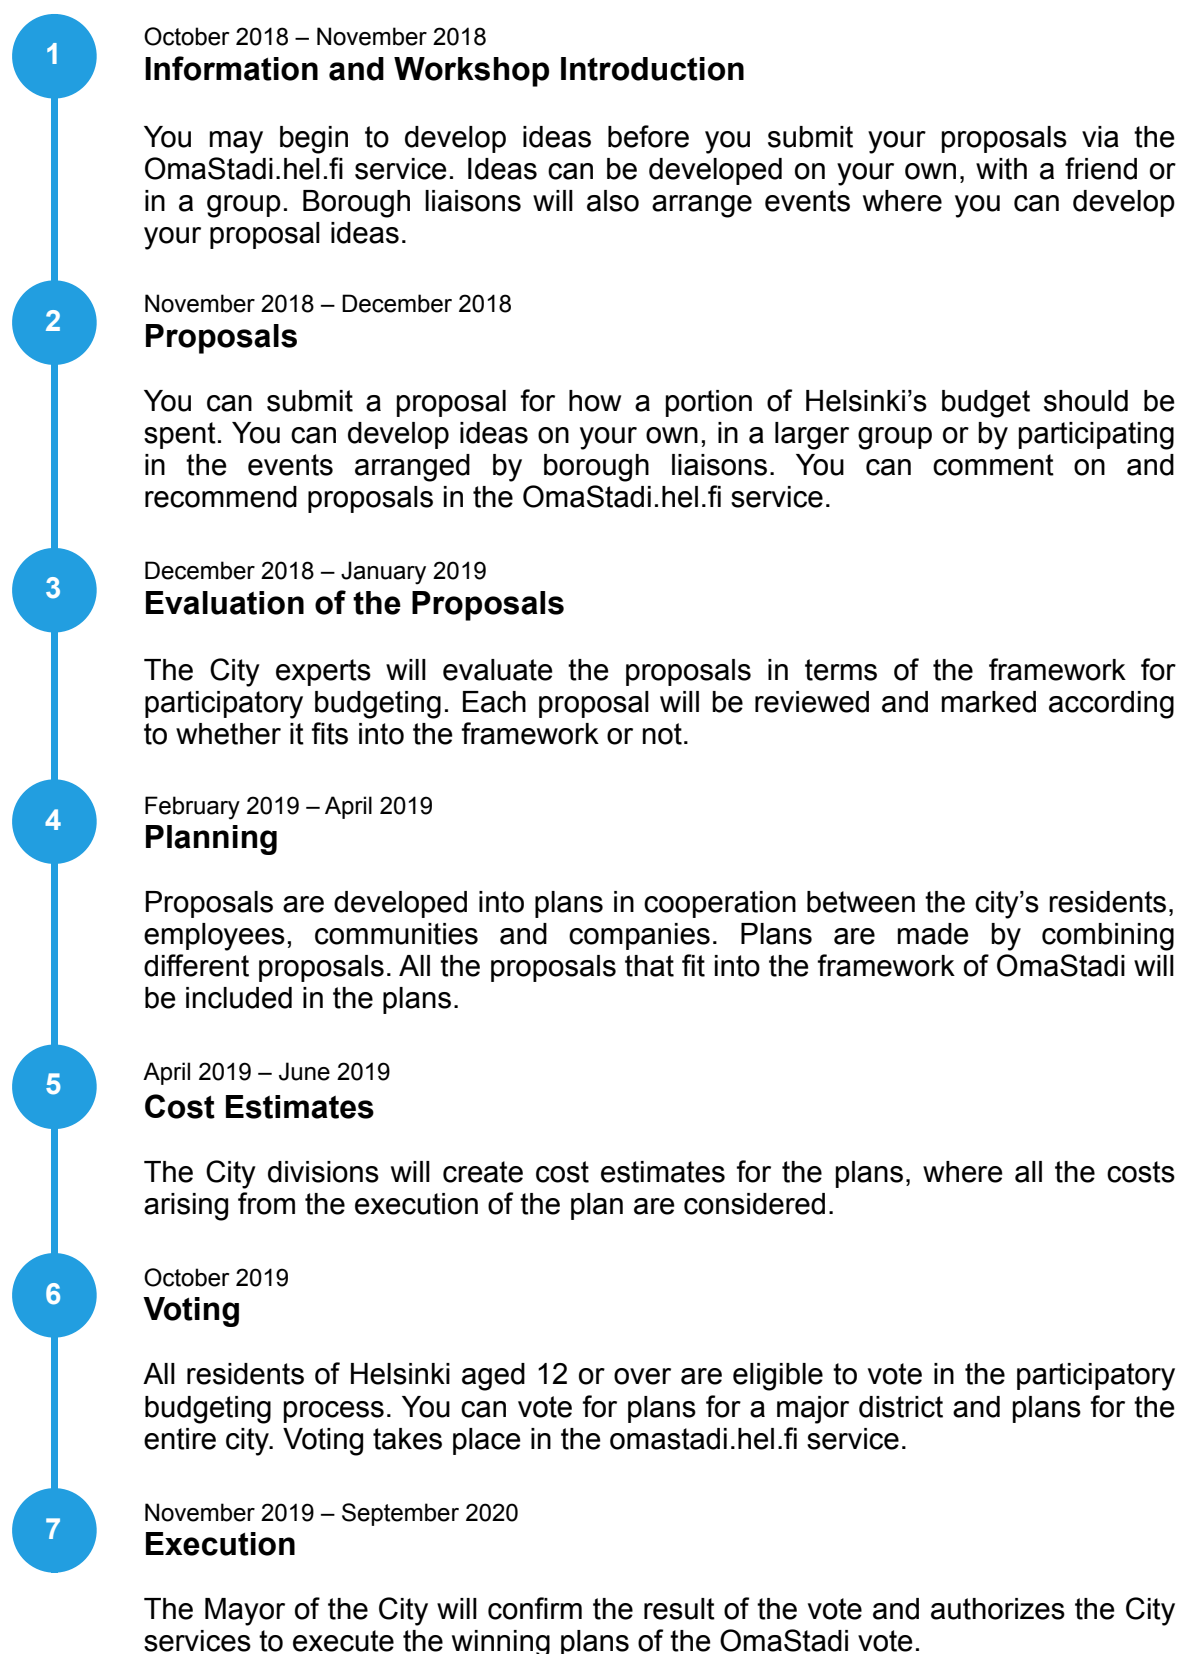 1
October 2018 – November 2018
Information and Workshop Introduction
You may begin to develop ideas before you submit your proposals via the
OmaStadi.hel.fi service. Ideas can be developed on your own, with a friend or
in a group. Borough liaisons will also arrange events where you can develop
your proposal ideas.
2
November 2018 – December 2018
Proposals
You can submit a proposal for how a portion of Helsinki’s budget should be
spent. You can develop ideas on your own, in a larger group or by participating
in the events arranged by borough liaisons. You can comment on and
recommend proposals in the OmaStadi.hel.fi service.
3
December 2018 – January 2019
Evaluation of the Proposals
The City experts will evaluate the proposals in terms of the framework for
participatory budgeting. Each proposal will be reviewed and marked according
to whether it fits into the framework or not.
4
February 2019 – April 2019
Planning
Proposals are developed into plans in cooperation between the city’s residents,
employees, communities and companies. Plans are made by combining
different proposals. All the proposals that fit into the framework of OmaStadi will
be included in the plans.
5
April 2019 – June 2019
Cost Estimates
The City divisions will create cost estimates for the plans, where all the costs
arising from the execution of the plan are considered.
6
October 2019
Voting
All residents of Helsinki aged 12 or over are eligible to vote in the participatory
budgeting process. You can vote for plans for a major district and plans for the
entire city. Voting takes place in the omastadi.hel.fi service.
7
November 2019 – September 2020
Execution
The Mayor of the City will confirm the result of the vote and authorizes the City
services to execute the winning plans of the OmaStadi vote.